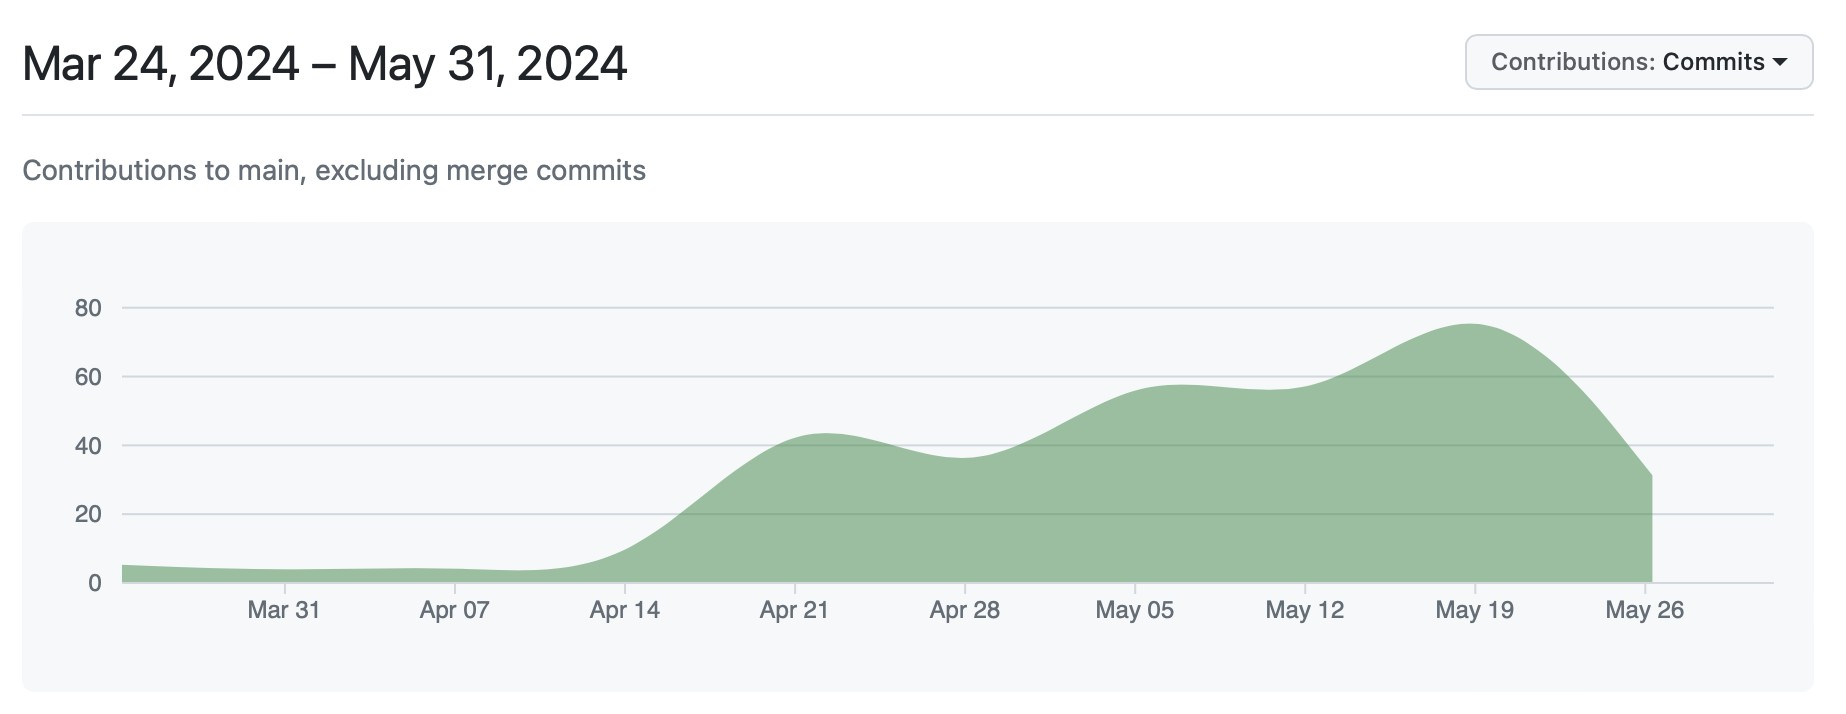 Mar 24, 2024 – May 31, 2024
Contributions: Commits
Contributions to main, excluding merge commits
80
60
40
20
0
Mar 31 Apr 07 Apr 14 Apr 21 Apr 28 May 05 May 12 May 19 May 26